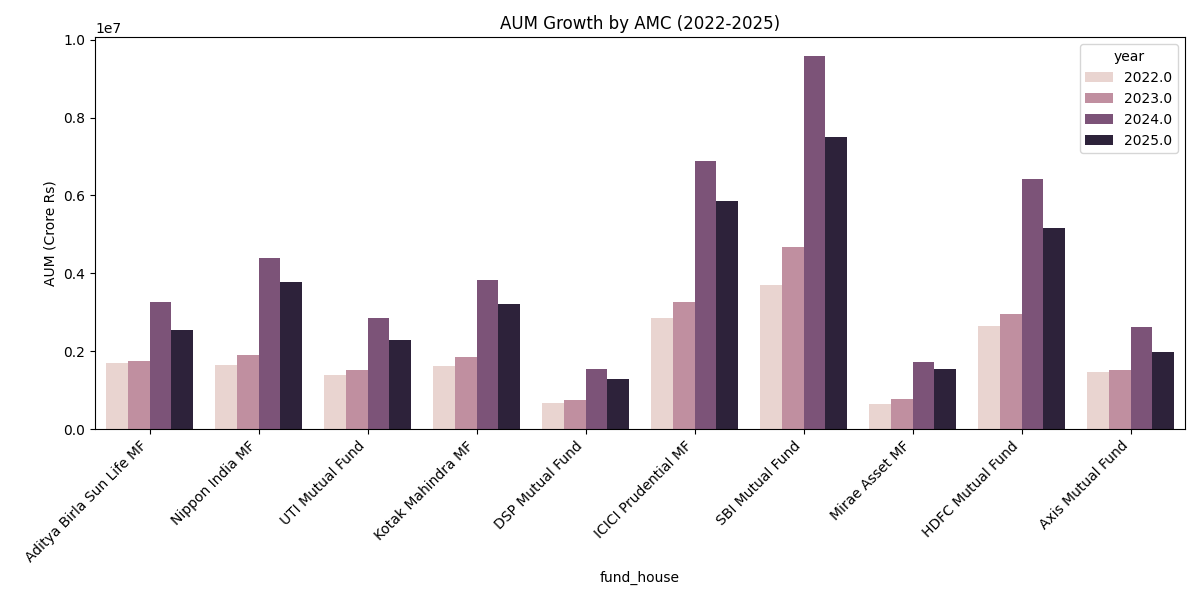 AUM Growth by AMC (2022-2025)
1e7
1.0
0.8
0.6
0.4
0.2
0.0
AUM (Crore Rs)
year
2022.0
2023.0
2024.0
2025.0
Aditya Birla Sun Life MF
Nippon India MF
UTI Mutual Fund
Kotak Mahindra MF
DSP Mutual Fund
ICICI Prudential MF
SBI Mutual Fund
Mirae Asset MF
HDFC Mutual Fund
Axis Mutual Fund
fund_house